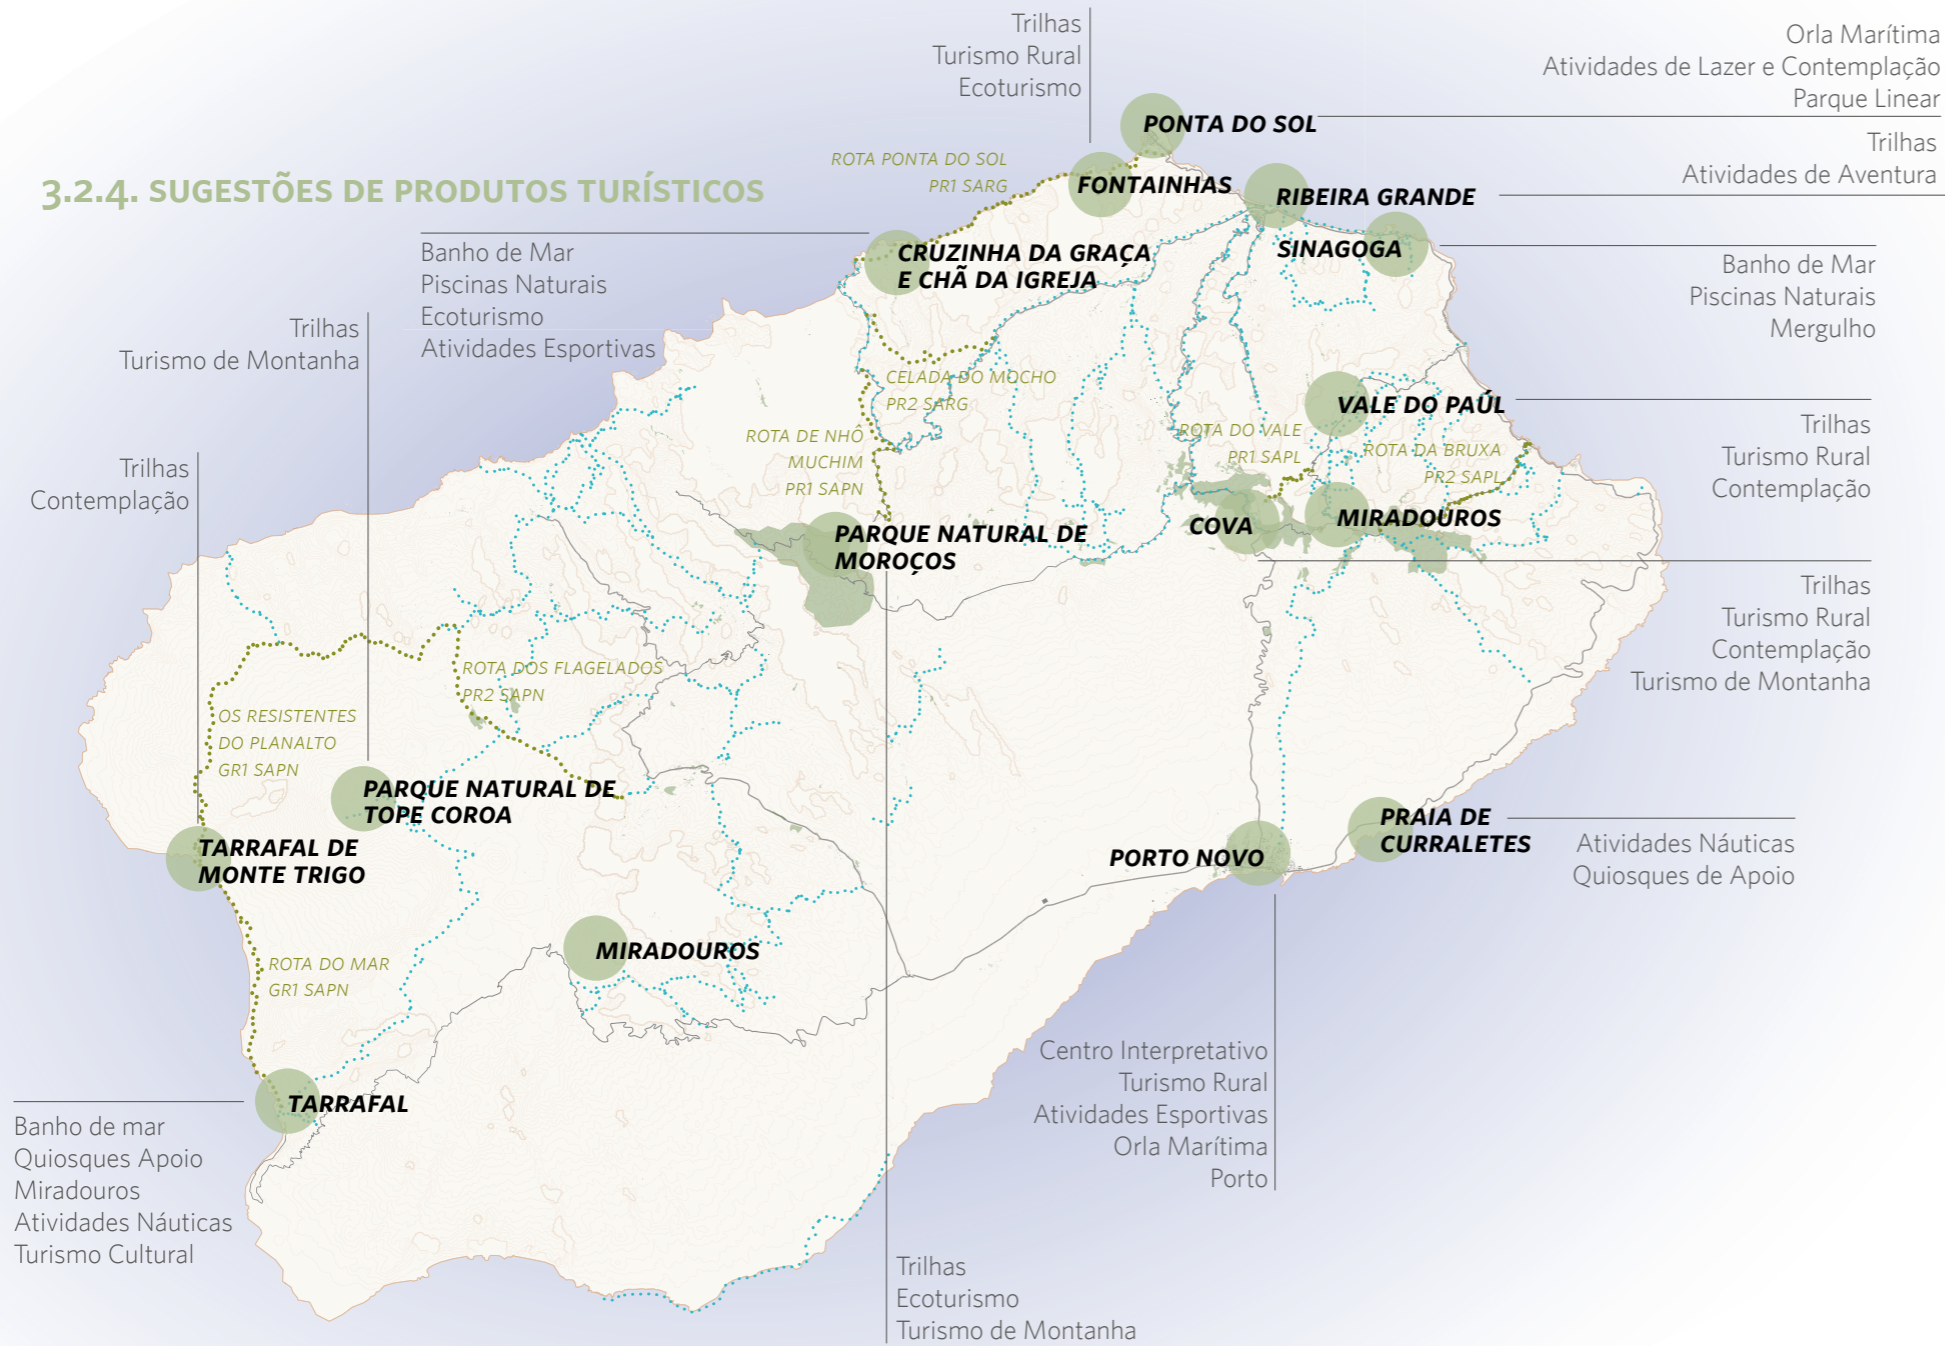 Trilhas
Turismo Rural
Ecoturismo
Orla Marítima
Atividades de Lazer e Contemplação
Parque Linear
PONTA DO SOL
Trilhas
Atividades de Aventura
3.2.4. SUGESTÕES DE PRODUTOS TURÍSTICOS
ROTA PONTA DO SOL
PR1 SARG
FONTAINHAS
RIBEIRA GRANDE
SINAGOGA
Banho de Mar
Piscinas Naturais
Ecoturismo
Atividades Esportivas
CRUZINHA DA GRAÇA
E CHÃ DA IGREJA
Banho de Mar
Piscinas Naturais
Mergulho
Trilhas
Turismo de Montanha
CELADA DO MOCHO
PR2 SARG
VALE DO PAÚL
Trilhas
Turismo Rural
Contemplação
ROTA DE NHÔ
MUCHIM
PR1 SAPN
ROTA DO VALE
PR1 SAPL
ROTA DA BRUXA
PR2 SAPL
Trilhas
Contemplação
PARQUE NATURAL DE
MOROÇOS
COVA
MIRADOUROS
Trilhas
Turismo Rural
Contemplação
Turismo de Montanha
ROTA DOS FLAGELADOS
PR2 SAPN
OS RESISTENTES
DO PLANALTO
GR1 SAPN
PARQUE NATURAL DE
TOPE COROA
TARRAFAL DE
MONTE TRIGO
PORTO NOVO
PRAIA DE
CURRALETES
Atividades Náuticas
Quiosques de Apoio
MIRADOUROS
ROTA DO MAR
GR1 SAPN
Centro Interpretativo
Turismo Rural
Atividades Esportivas
Orla Marítima
Porto
TARRAFAL
Banho de mar
Quiosques Apoio
Miradouros
Atividades Náuticas
Turismo Cultural
Trilhas
Ecoturismo
Turismo de Montanha